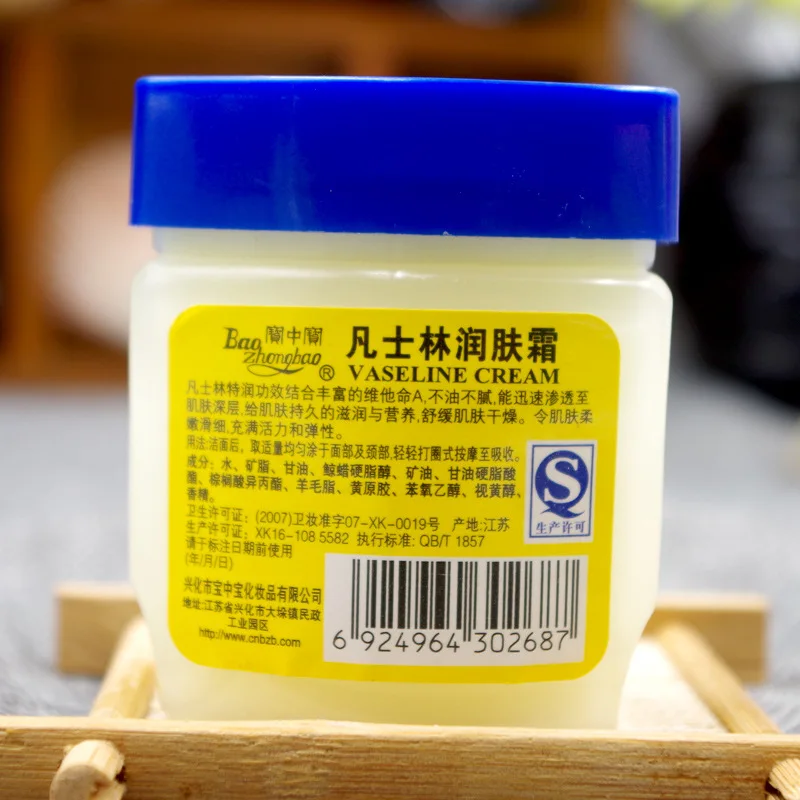 Bao zhongbao 寳中寳 ®
凡士林润肤霜
VASELINE CREAM
凡士林特润功效结合丰富的维他命A,不油不腻,能迅速渗透至
肌肤深层,给肌肤持久的滋润与营养,舒缓肌肤干燥。令肌肤柔
嫩滑细,充满活力和弹性。
用法:洁面后,取适量均匀涂于面部及颈部,轻轻打圈式按摩至吸收。
成分:水、矿脂、甘油、鲸蜡硬脂醇、矿油、甘油硬脂酸
酯、棕榈酸异丙酯、羊毛脂、黄原胶、苯氧乙醇、视黄醇、
香精。
卫生许可证:(2007)卫妆准字07-XK-0019号 产地:江苏
生产许可证:XK16-108 5582 执行标准:QB/T 1857
请于标注日期前使用
(年/月/日)
S
生产许可
兴化市宝中宝化妆品有限公司
地址:江苏省兴化市大垛镇民政
工业园区
http://www.cnbzb.com
6 924964 302687